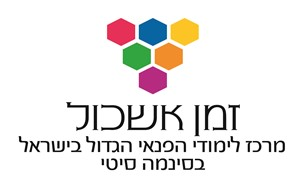 זמן אשכול
מרכז לימודי הפנאי הגדול בישראל
בסינמה סיטי